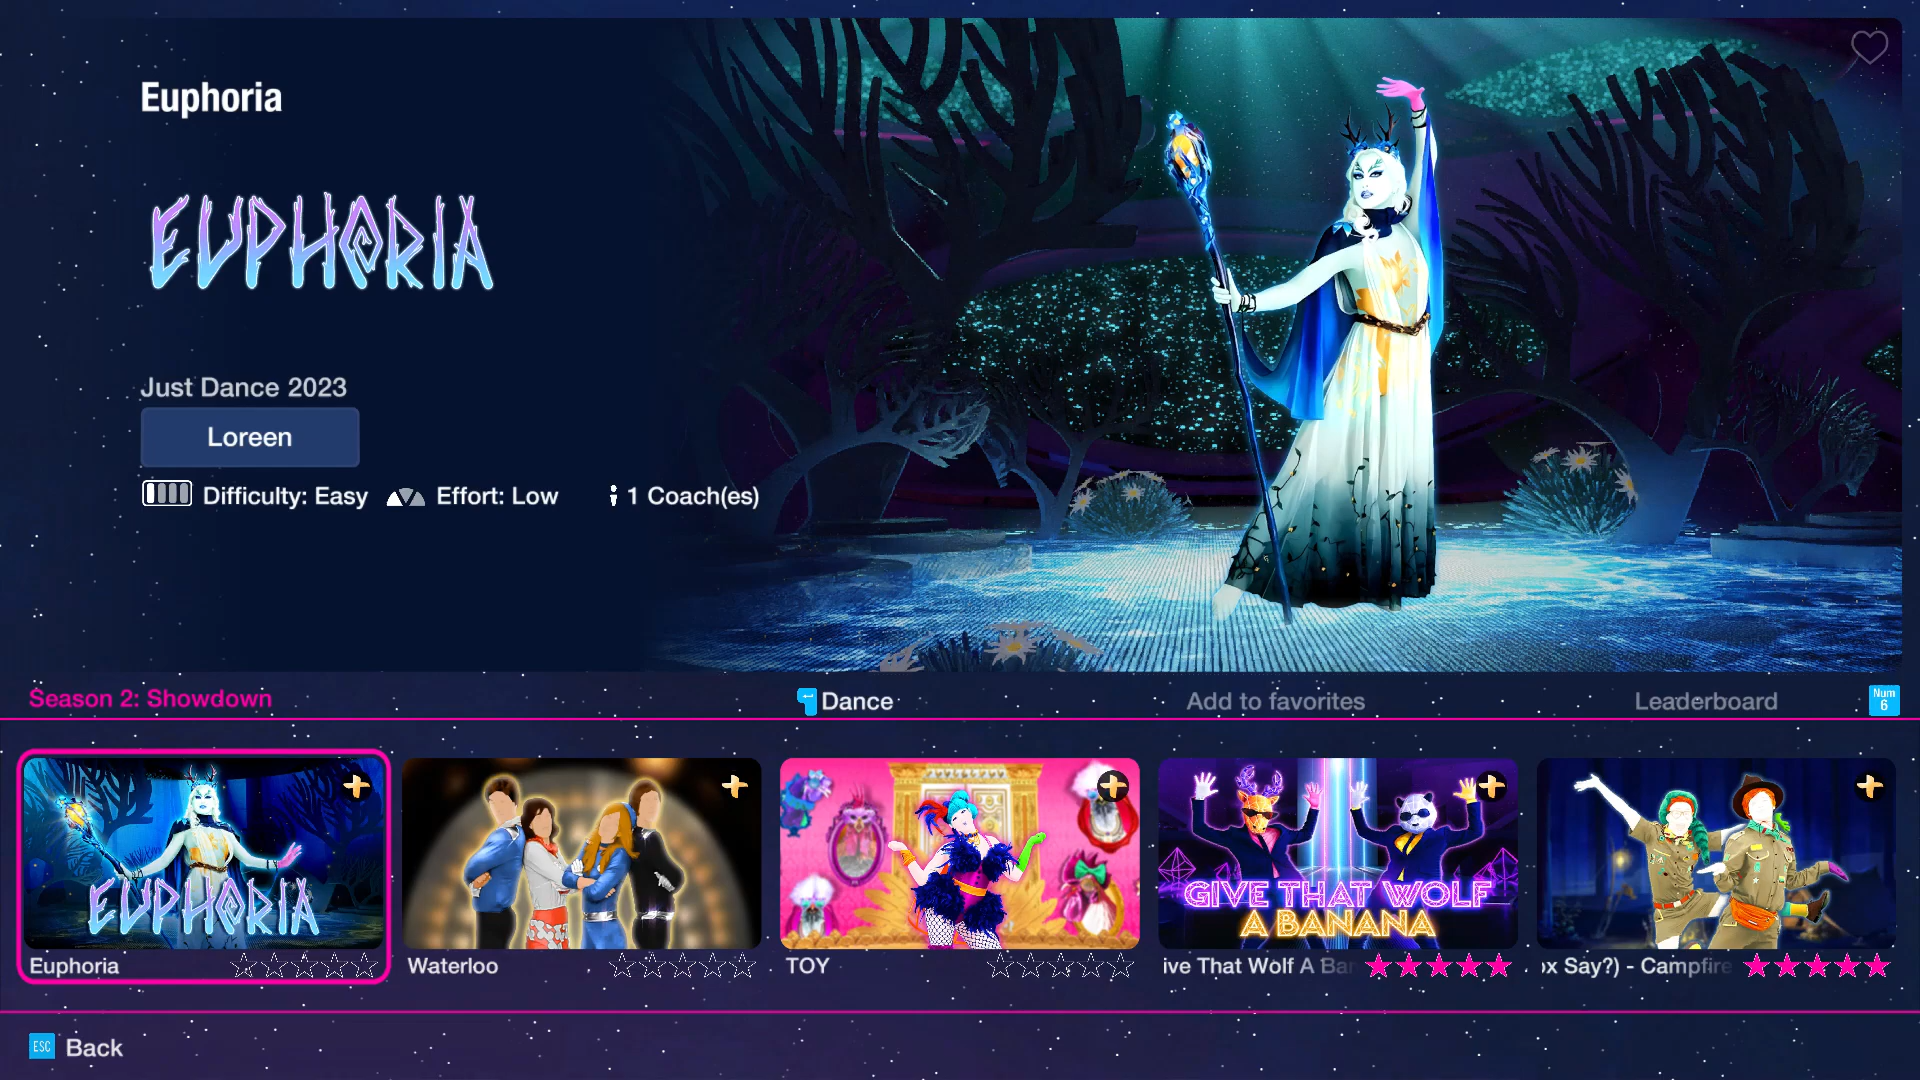 Euphoria
EUPHORIA
Just Dance 2023
Loreen
Difficulty: Easy
Effort: Low
1 Coach(es)
Season 2: Showdown
Dance
Add to favorites
Leaderboard
Num
6
EUPHORIA
GIVE THAT WOLF
A BANANA
Euphoria
Waterloo
TOY
ive That Wolf A Ban
ox Say?) - Campfire
ESC
Back